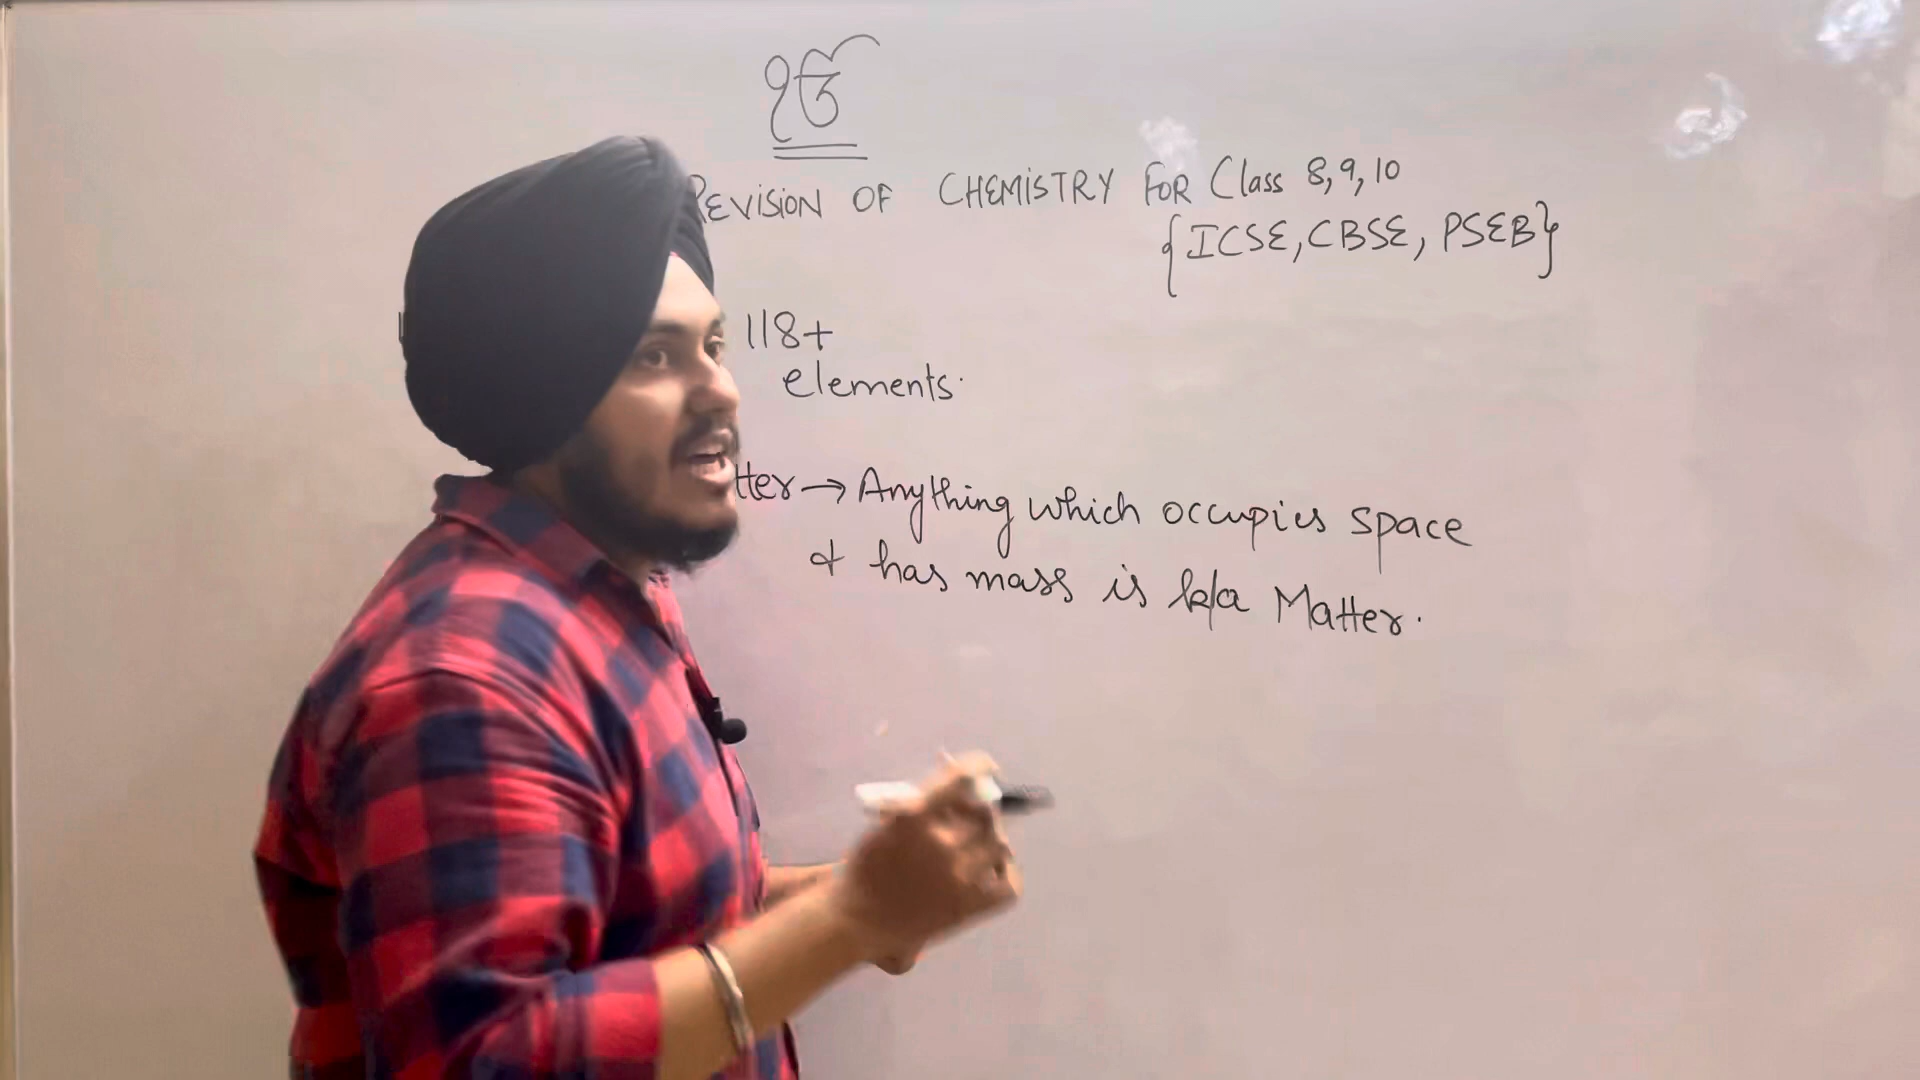 ੴ
REVISION OF CHEMISTRY FOR Class 8,9,10
{ICSE, CBSE, PSEB}
118+
elements.
tter → Anything which occupies space
& has mass is k/a Matter.